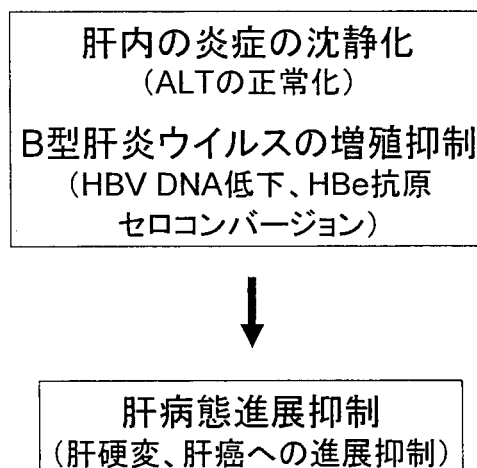 肝内の炎症の沈静化
(ALTの正常化)
B型肝炎ウイルスの増殖抑制
(HBV DNA低下、HBe抗原
セロコンバージョン)
肝病態進展抑制
(肝硬変、肝癌への進展抑制)